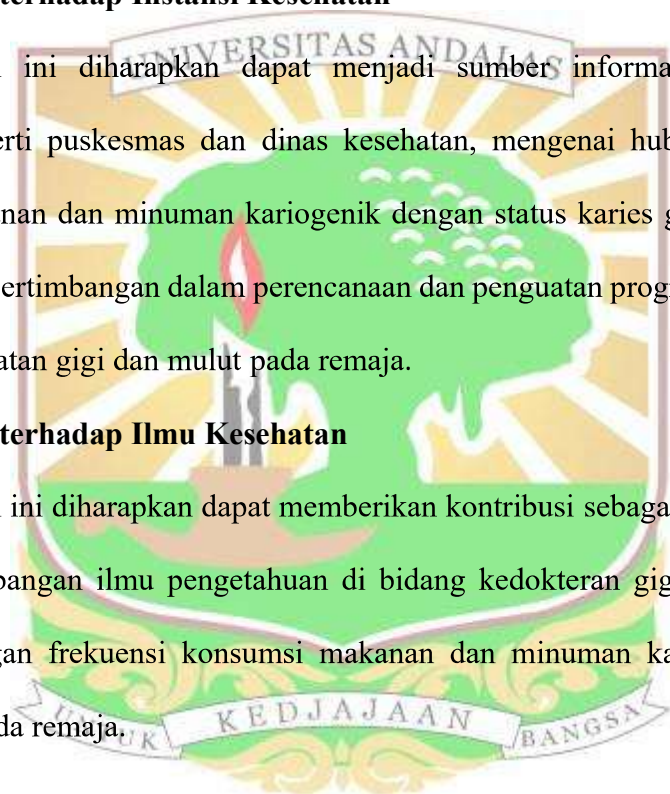 terhadap Instansi Kesehatan
UNIVERSITAS ANDALAS
ini diharapkan dapat menjadi sumber informa
erti puskesmas dan dinas kesehatan, mengenai hub
nan dan minuman kariogenik dengan status karies g
ertimbangan dalam perencanaan dan penguatan prog
atan gigi dan mulut pada remaja.
terhadap Ilmu Kesehatan
ini diharapkan dapat memberikan kontribusi sebaga
bangan ilmu pengetahuan di bidang kedokteran gig
gan frekuensi konsumsi makanan dan minuman ka
da remaja.
UNTUK KEDJAJAAN BANGSA